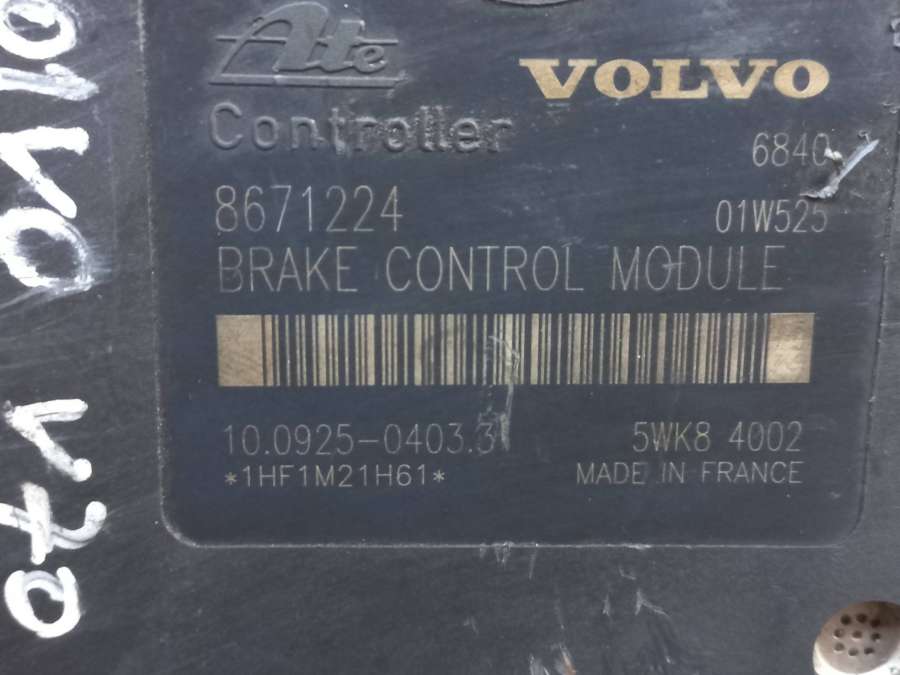 Ate
VOLVO
Controller
6840
8671224
01W525
BRAKE CONTROL MODULE
10.0925-0403.3
5WK8 4002
*1HF1M21H61*
MADE IN FRANCE
V70